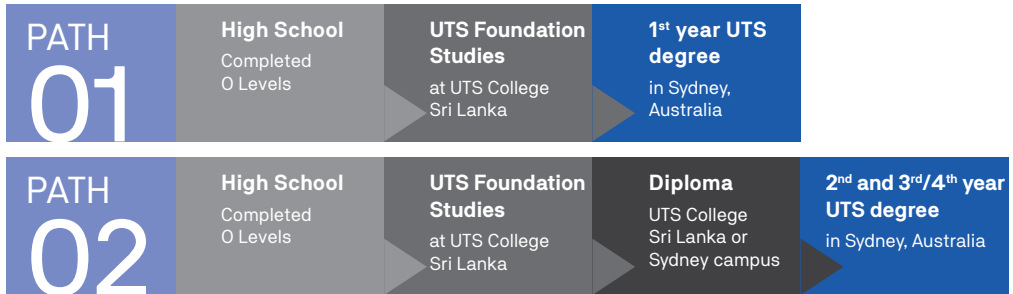 PATH
01
High School
Completed
O Levels
UTS Foundation
Studies
at UTS College
Sri Lanka
1st year UTS
degree
in Sydney,
Australia
PATH
02
High School
Completed
O Levels
UTS Foundation
Studies
at UTS College
Sri Lanka
Diploma
UTS College
Sri Lanka or
Sydney campus
2nd and 3rd/4th year
UTS degree
in Sydney, Australia